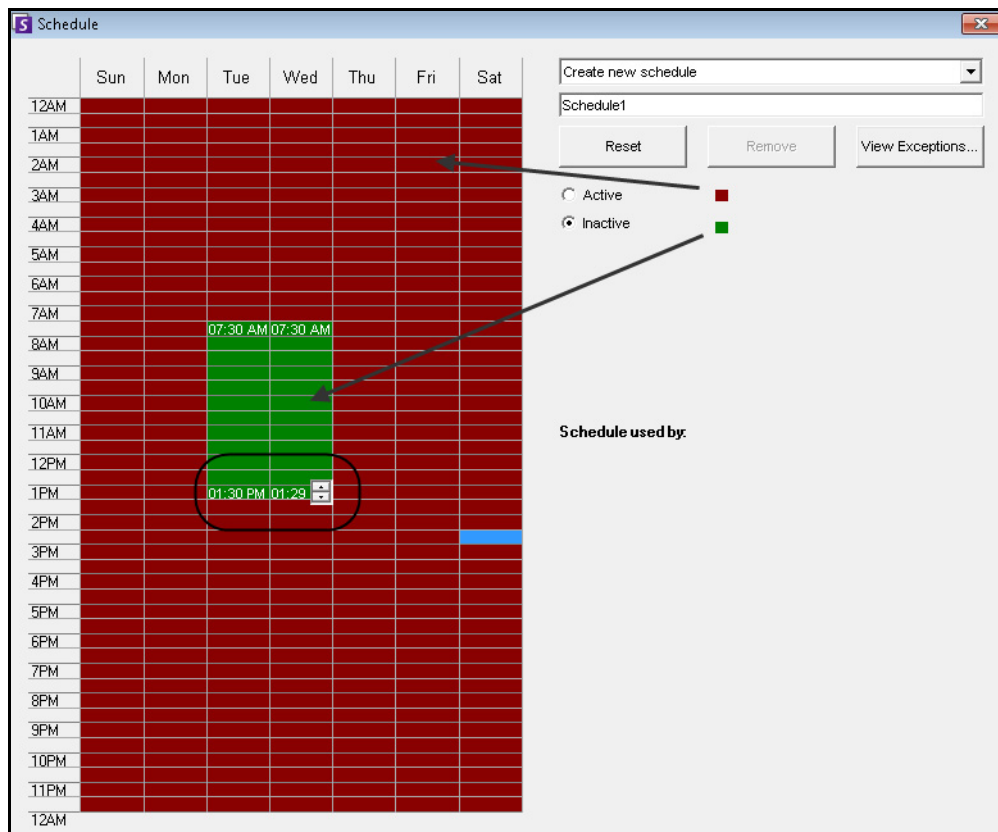 Schedule
Sun Mon Tue Wed Thu Fri Sat
Create new schedule
Schedule1
Reset Remove View Exceptions...
Active
Inactive
12AM
1AM
2AM
3AM
4AM
5AM
6AM
7AM
07:30 AM 07:30 AM
8AM
9AM
10AM
11AM
Schedule used by:
12PM
1PM 01:30 PM 01:29
2PM
3PM
4PM
5PM
6PM
7PM
8PM
9PM
10PM
11PM
12AM